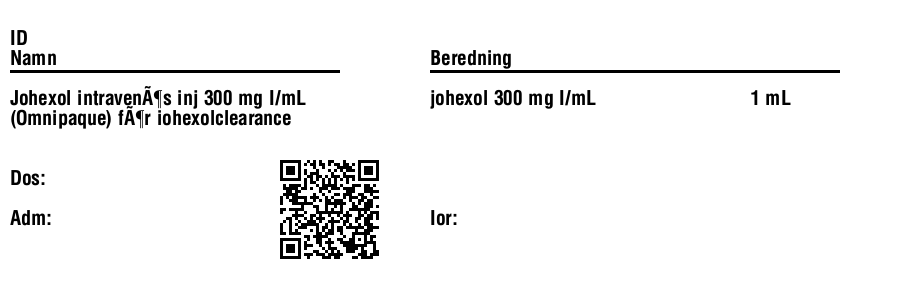 ID
Namn
Beredning
Johexol intravenÃ¶s inj 300 mg I/mL
(Omnipaque) fÃ¶r iohexolclearance
johexol 300 mg I/mL 1 mL
Dos:
Adm:
Ior: